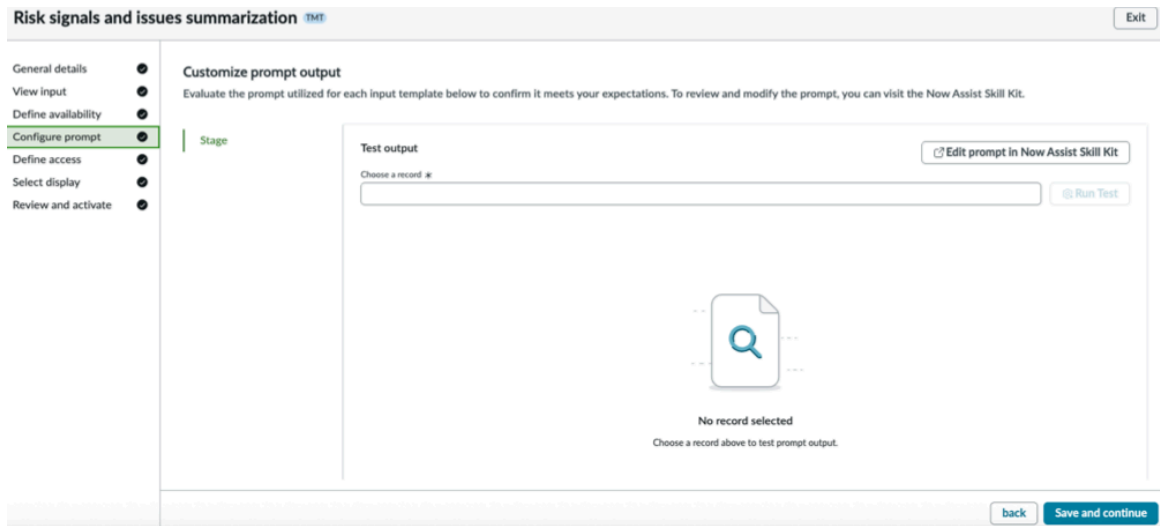 Risk signals and issues summarization TMT
Exit
General details
View input
Define availability
Configure prompt
Define access
Select display
Review and activate
Customize prompt output
Evaluate the prompt utilized for each input template below to confirm it meets your expectations. To review and modify the prompt, you can visit the Now Assist Skill Kit.
Stage
Test output
Edit prompt in Now Assist Skill Kit
Choose a record *
Run Test
No record selected
Choose a record above to test prompt output.
back
Save and continue